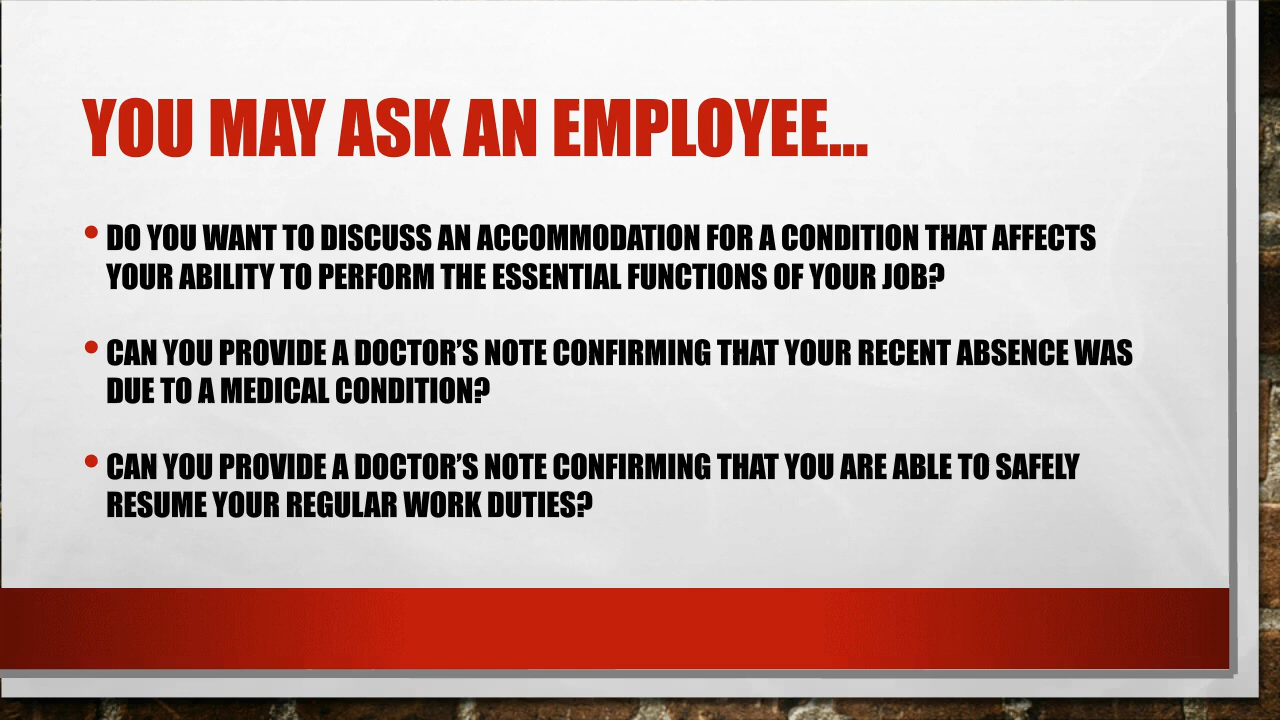 YOU MAY ASK AN EMPLOYEE...
• DO YOU WANT TO DISCUSS AN ACCOMMODATION FOR A CONDITION THAT AFFECTS
YOUR ABILITY TO PERFORM THE ESSENTIAL FUNCTIONS OF YOUR JOB?
• CAN YOU PROVIDE A DOCTOR’S NOTE CONFIRMING THAT YOUR RECENT ABSENCE WAS
DUE TO A MEDICAL CONDITION?
• CAN YOU PROVIDE A DOCTOR’S NOTE CONFIRMING THAT YOU ARE ABLE TO SAFELY
RESUME YOUR REGULAR WORK DUTIES?